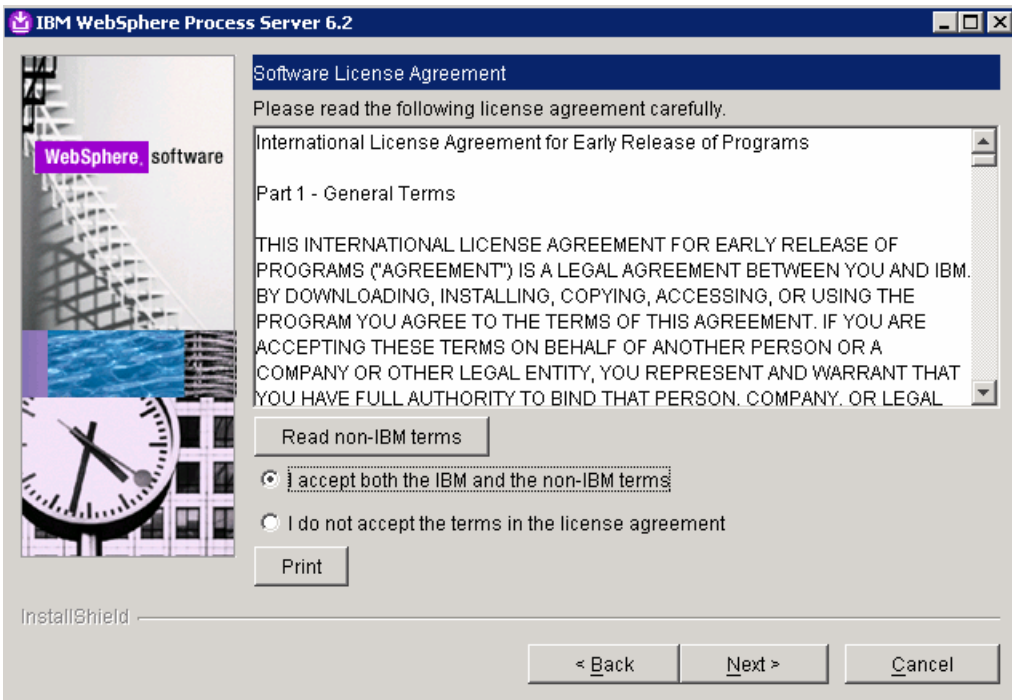 IBM WebSphere Process Server 6.2
WebSphere. software
Software License Agreement
Please read the following license agreement carefully.
International License Agreement for Early Release of Programs
Part 1 - General Terms
THIS INTERNATIONAL LICENSE AGREEMENT FOR EARLY RELEASE OF
PROGRAMS ("AGREEMENT") IS A LEGAL AGREEMENT BETWEEN YOU AND IBM.
BY DOWNLOADING, INSTALLING, COPYING, ACCESSING, OR USING THE
PROGRAM YOU AGREE TO THE TERMS OF THIS AGREEMENT. IF YOU ARE
ACCEPTING THESE TERMS ON BEHALF OF ANOTHER PERSON OR A
COMPANY OR OTHER LEGAL ENTITY, YOU REPRESENT AND WARRANT THAT
YOU HAVE FULL AUTHORITY TO BIND THAT PERSON, COMPANY, OR LEGAL
Read non-IBM terms
I accept both the IBM and the non-IBM terms
I do not accept the terms in the license agreement
Print
InstallShield
< Back
Next >
Cancel